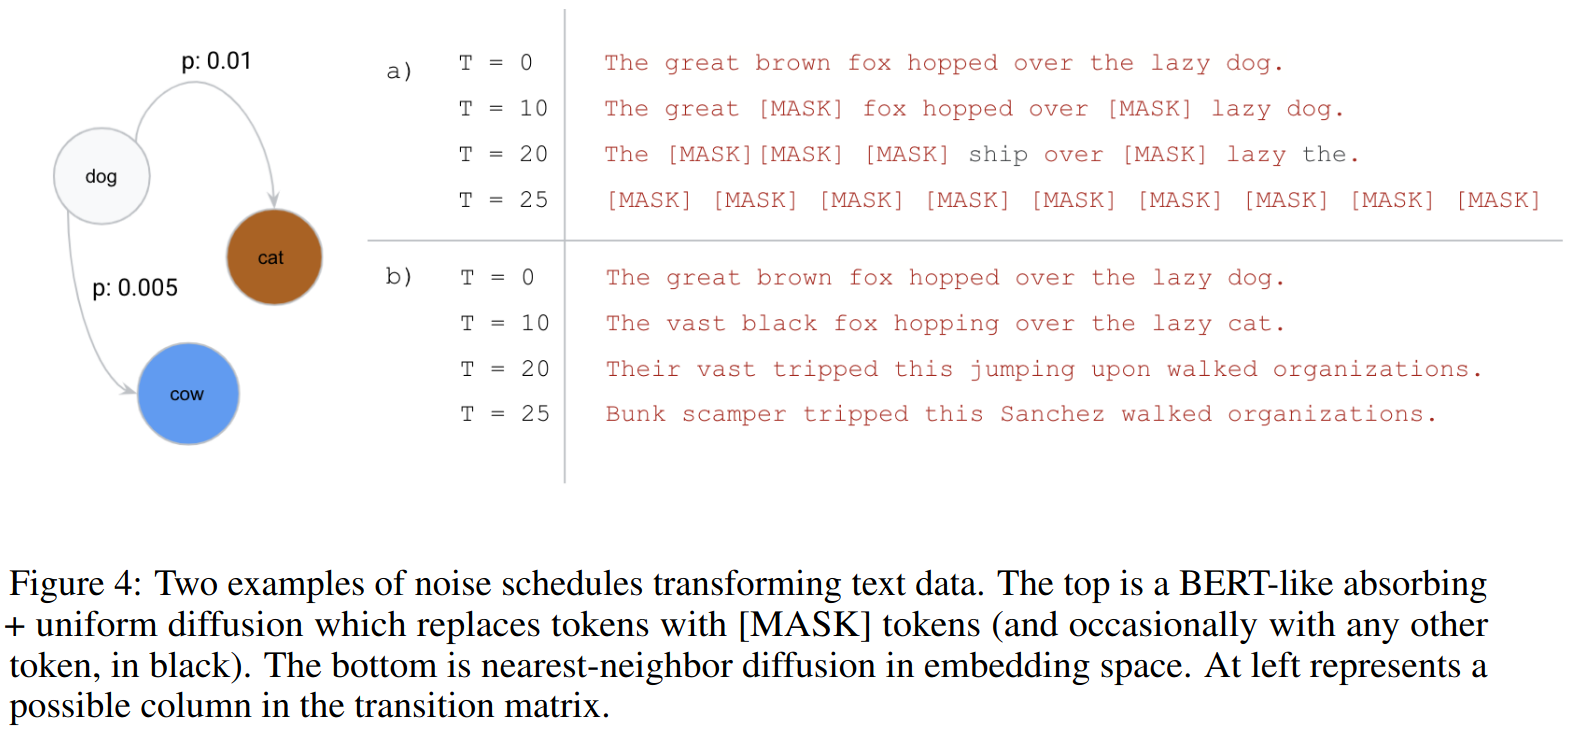 p: 0.01
dog
cat
p: 0.005
cow
a) T = 0 The great brown fox hopped over the lazy dog.
T = 10 The great [MASK] fox hopped over [MASK] lazy dog.
T = 20 The [MASK][MASK] [MASK] ship over [MASK] lazy the.
T = 25 [MASK] [MASK] [MASK] [MASK] [MASK] [MASK] [MASK] [MASK] [MASK]
b) T = 0 The great brown fox hopped over the lazy dog.
T = 10 The vast black fox hopping over the lazy cat.
T = 20 Their vast tripped this jumping upon walked organizations.
T = 25 Bunk scamper tripped this Sanchez walked organizations.
Figure 4: Two examples of noise schedules transforming text data. The top is a BERT-like absorbing
+ uniform diffusion which replaces tokens with [MASK] tokens (and occasionally with any other
token, in black). The bottom is nearest-neighbor diffusion in embedding space. At left represents a
possible column in the transition matrix.